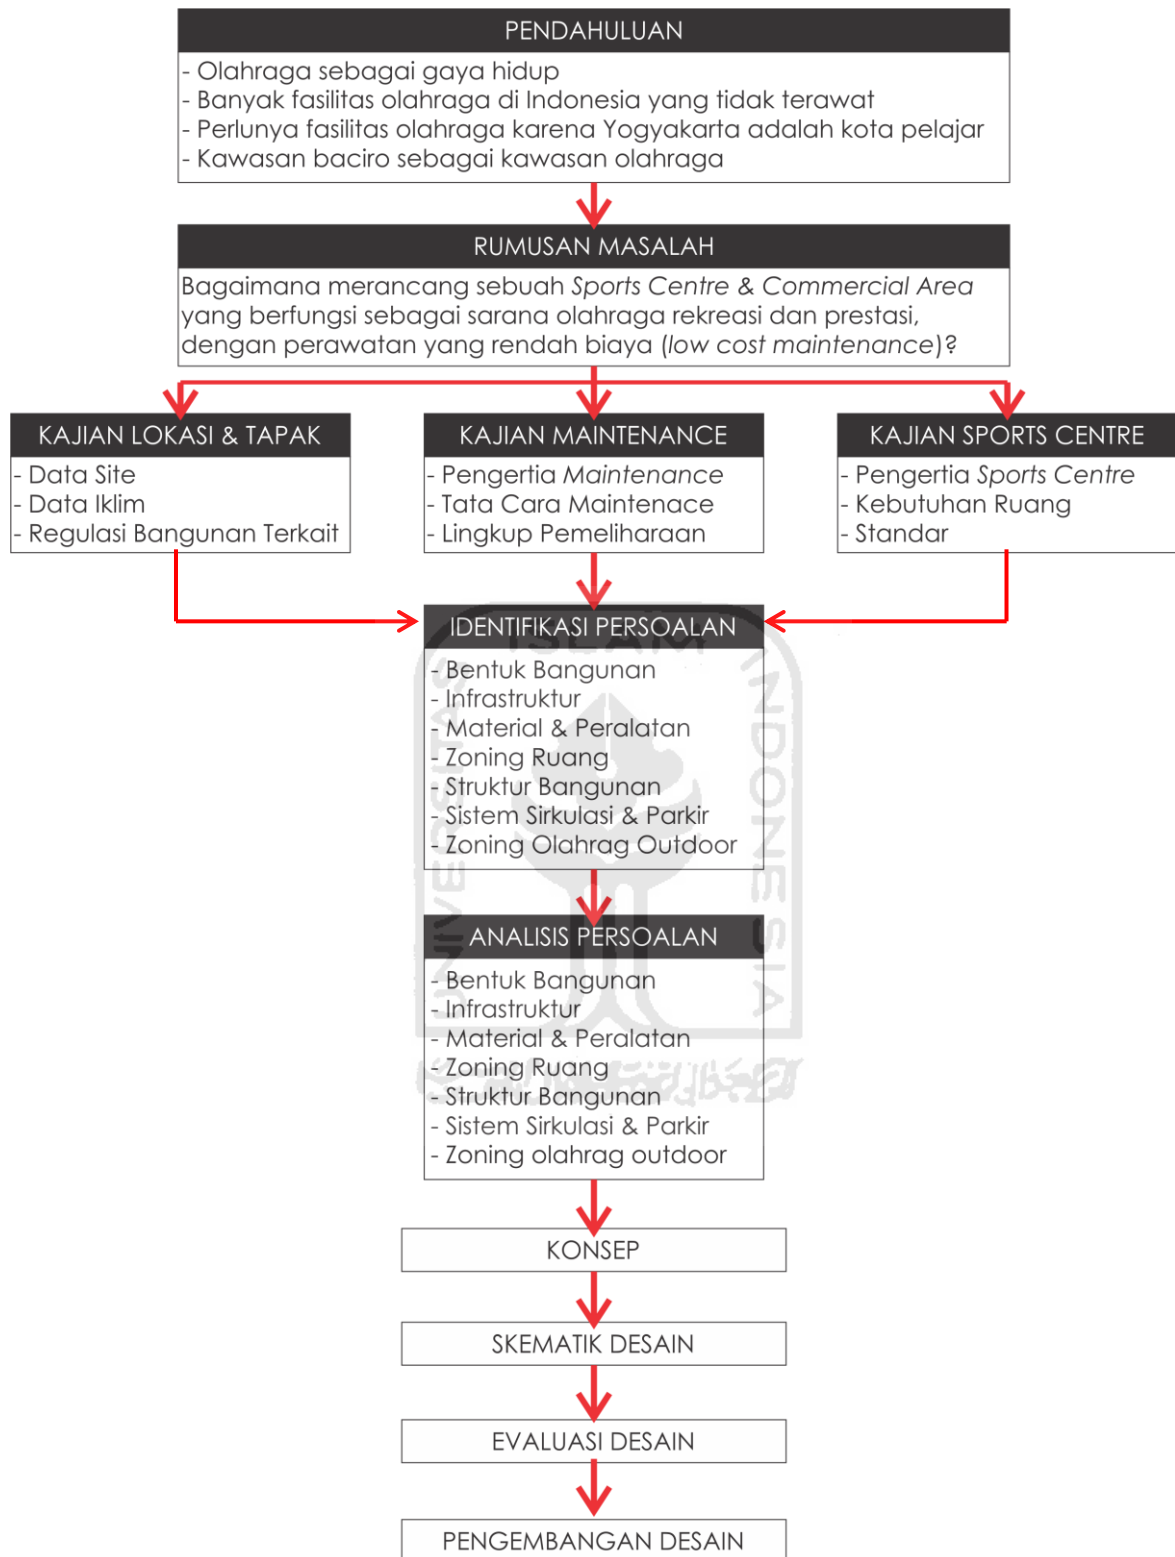 PENDAHULUAN
- Olahraga sebagai gaya hidup
- Banyak fasilitas olahraga di Indonesia yang tidak terawat
- Perlunya fasilitas olahraga karena Yogyakarta adalah kota pelajar
- Kawasan baciro sebagai kawasan olahraga
RUMUSAN MASALAH
Bagaimana merancang sebuah Sports Centre & Commercial Area
yang berfungsi sebagai sarana olahraga rekreasi dan prestasi,
dengan perawatan yang rendah biaya (low cost maintenance)?
KAJIAN LOKASI & TAPAK
- Data Site
- Data Iklim
- Regulasi Bangunan Terkait
KAJIAN MAINTENANCE
- Pengertia Maintenance
- Tata Cara Maintenace
- Lingkup Pemeliharaan
KAJIAN SPORTS CENTRE
- Pengertia Sports Centre
- Kebutuhan Ruang
- Standar
IDENTIFIKASI PERSOALAN
- Bentuk Bangunan
- Infrastruktur
- Material & Peralatan
- Zoning Ruang
- Struktur Bangunan
- Sistem Sirkulasi & Parkir
- Zoning Olahrag Outdoor
ANALISIS PERSOALAN
- Bentuk Bangunan
- Infrastruktur
- Material & Peralatan
- Zoning Ruang
- Struktur Bangunan
- Sistem Sirkulasi & Parkir
- Zoning olahrag outdoor
KONSEP
SKEMATIK DESAIN
EVALUASI DESAIN
PENGEMBANGAN DESAIN
UNIVERSITAS
ISLAM
INDONESIA